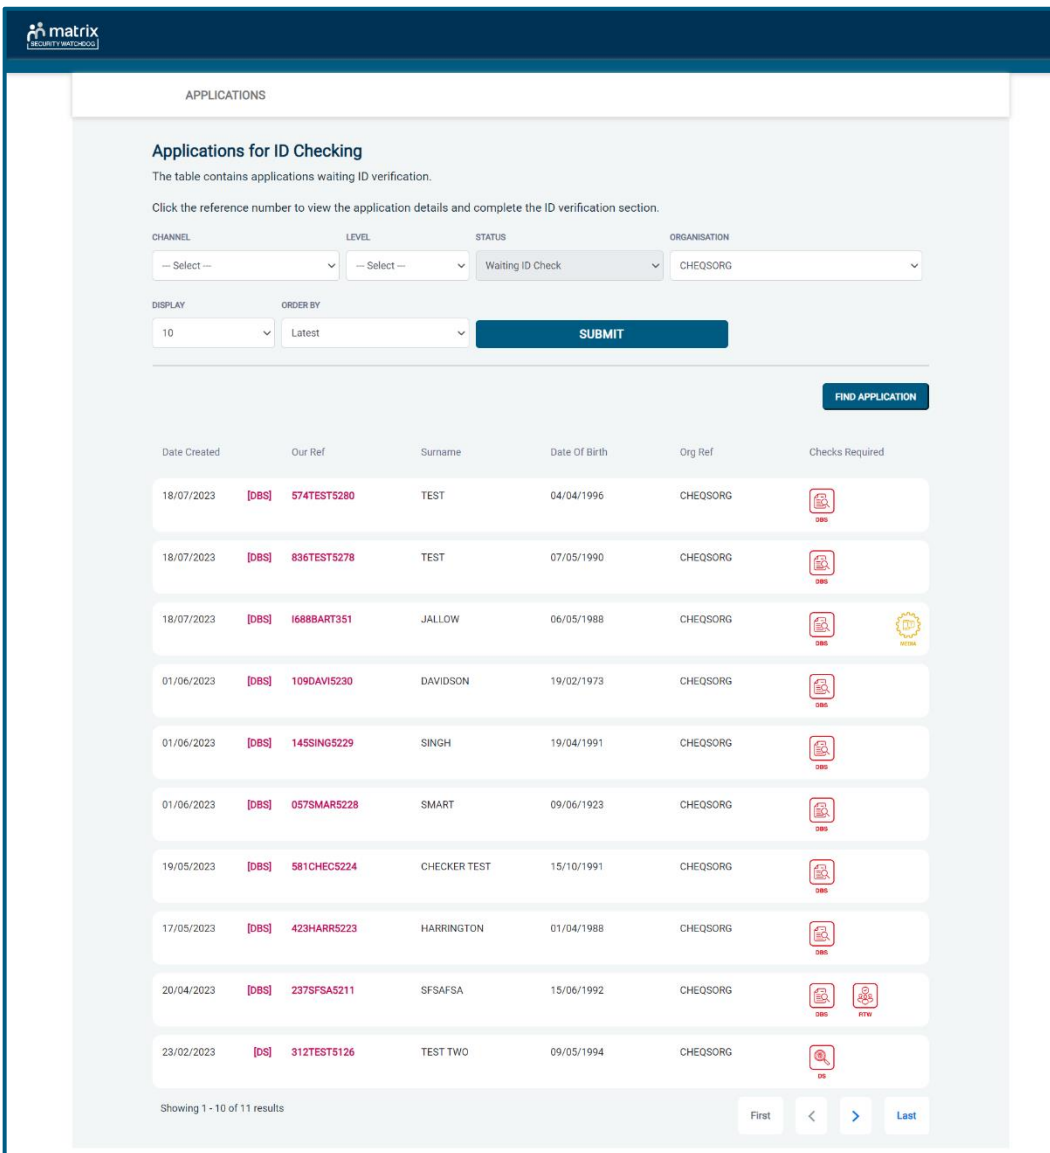 matrix
SECURITY WATCHDOG
APPLICATIONS
Applications for ID Checking
The table contains applications waiting ID verification.
Click the reference number to view the application details and complete the ID verification section.
CHANNEL LEVEL STATUS ORGANISATION
--- Select --- --- Select --- Waiting ID Check CHEQSORG
DISPLAY ORDER BY
10 Latest SUBMIT
FIND APPLICATION
Date Created Our Ref Surname Date Of Birth Org Ref Checks Required
18/07/2023 [DBS] 574TEST5280 TEST 04/04/1996 CHEQSORG
DBS
18/07/2023 [DBS] 836TEST5278 TEST 07/05/1990 CHEQSORG
DBS
18/07/2023 [DBS] I688BART351 JALLOW 06/05/1988 CHEQSORG
DBS
01/06/2023 [DBS] 109DAVI5230 DAVIDSON 19/02/1973 CHEQSORG
DBS
01/06/2023 [DBS] 145SING5229 SINGH 19/04/1991 CHEQSORG
DBS
01/06/2023 [DBS] 057SMAR5228 SMART 09/06/1923 CHEQSORG
DBS
19/05/2023 [DBS] 581CHEC5224 CHECKER TEST 15/10/1991 CHEQSORG
DBS
17/05/2023 [DBS] 423HARR5223 HARRINGTON 01/04/1988 CHEQSORG
DBS
20/04/2023 [DBS] 237SFSA5211 SFSAFSA 15/06/1992 CHEQSORG
DBS RTW
23/02/2023 [DS] 312TEST5126 TEST TWO 09/05/1994 CHEQSORG
DS
Showing 1 - 10 of 11 results
First < > Last